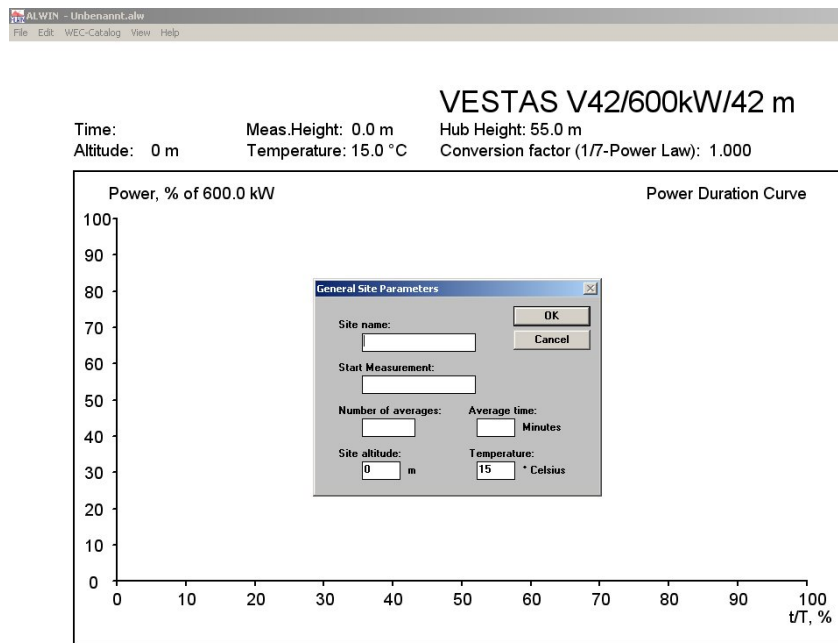 ALWIN - Unbenannt.alw
File Edit WEC-Catalog View Help
VESTAS V42/600kW/42 m
Time: Meas.Height: 0.0 m Hub Height: 55.0 m
Altitude: 0 m Temperature: 15.0 °C Conversion factor (1/7-Power Law): 1.000
Power, % of 600.0 kW Power Duration Curve
100
90
80
70
60
50
40
30
20
10
0
General Site Parameters
Site name:
OK
Cancel
Start Measurement:
Number of averages: Average time:
Minutes
Site altitude: Temperature:
0 m 15 ° Celsius
0 10 20 30 40 50 60 70 80 90 100
t/T, %